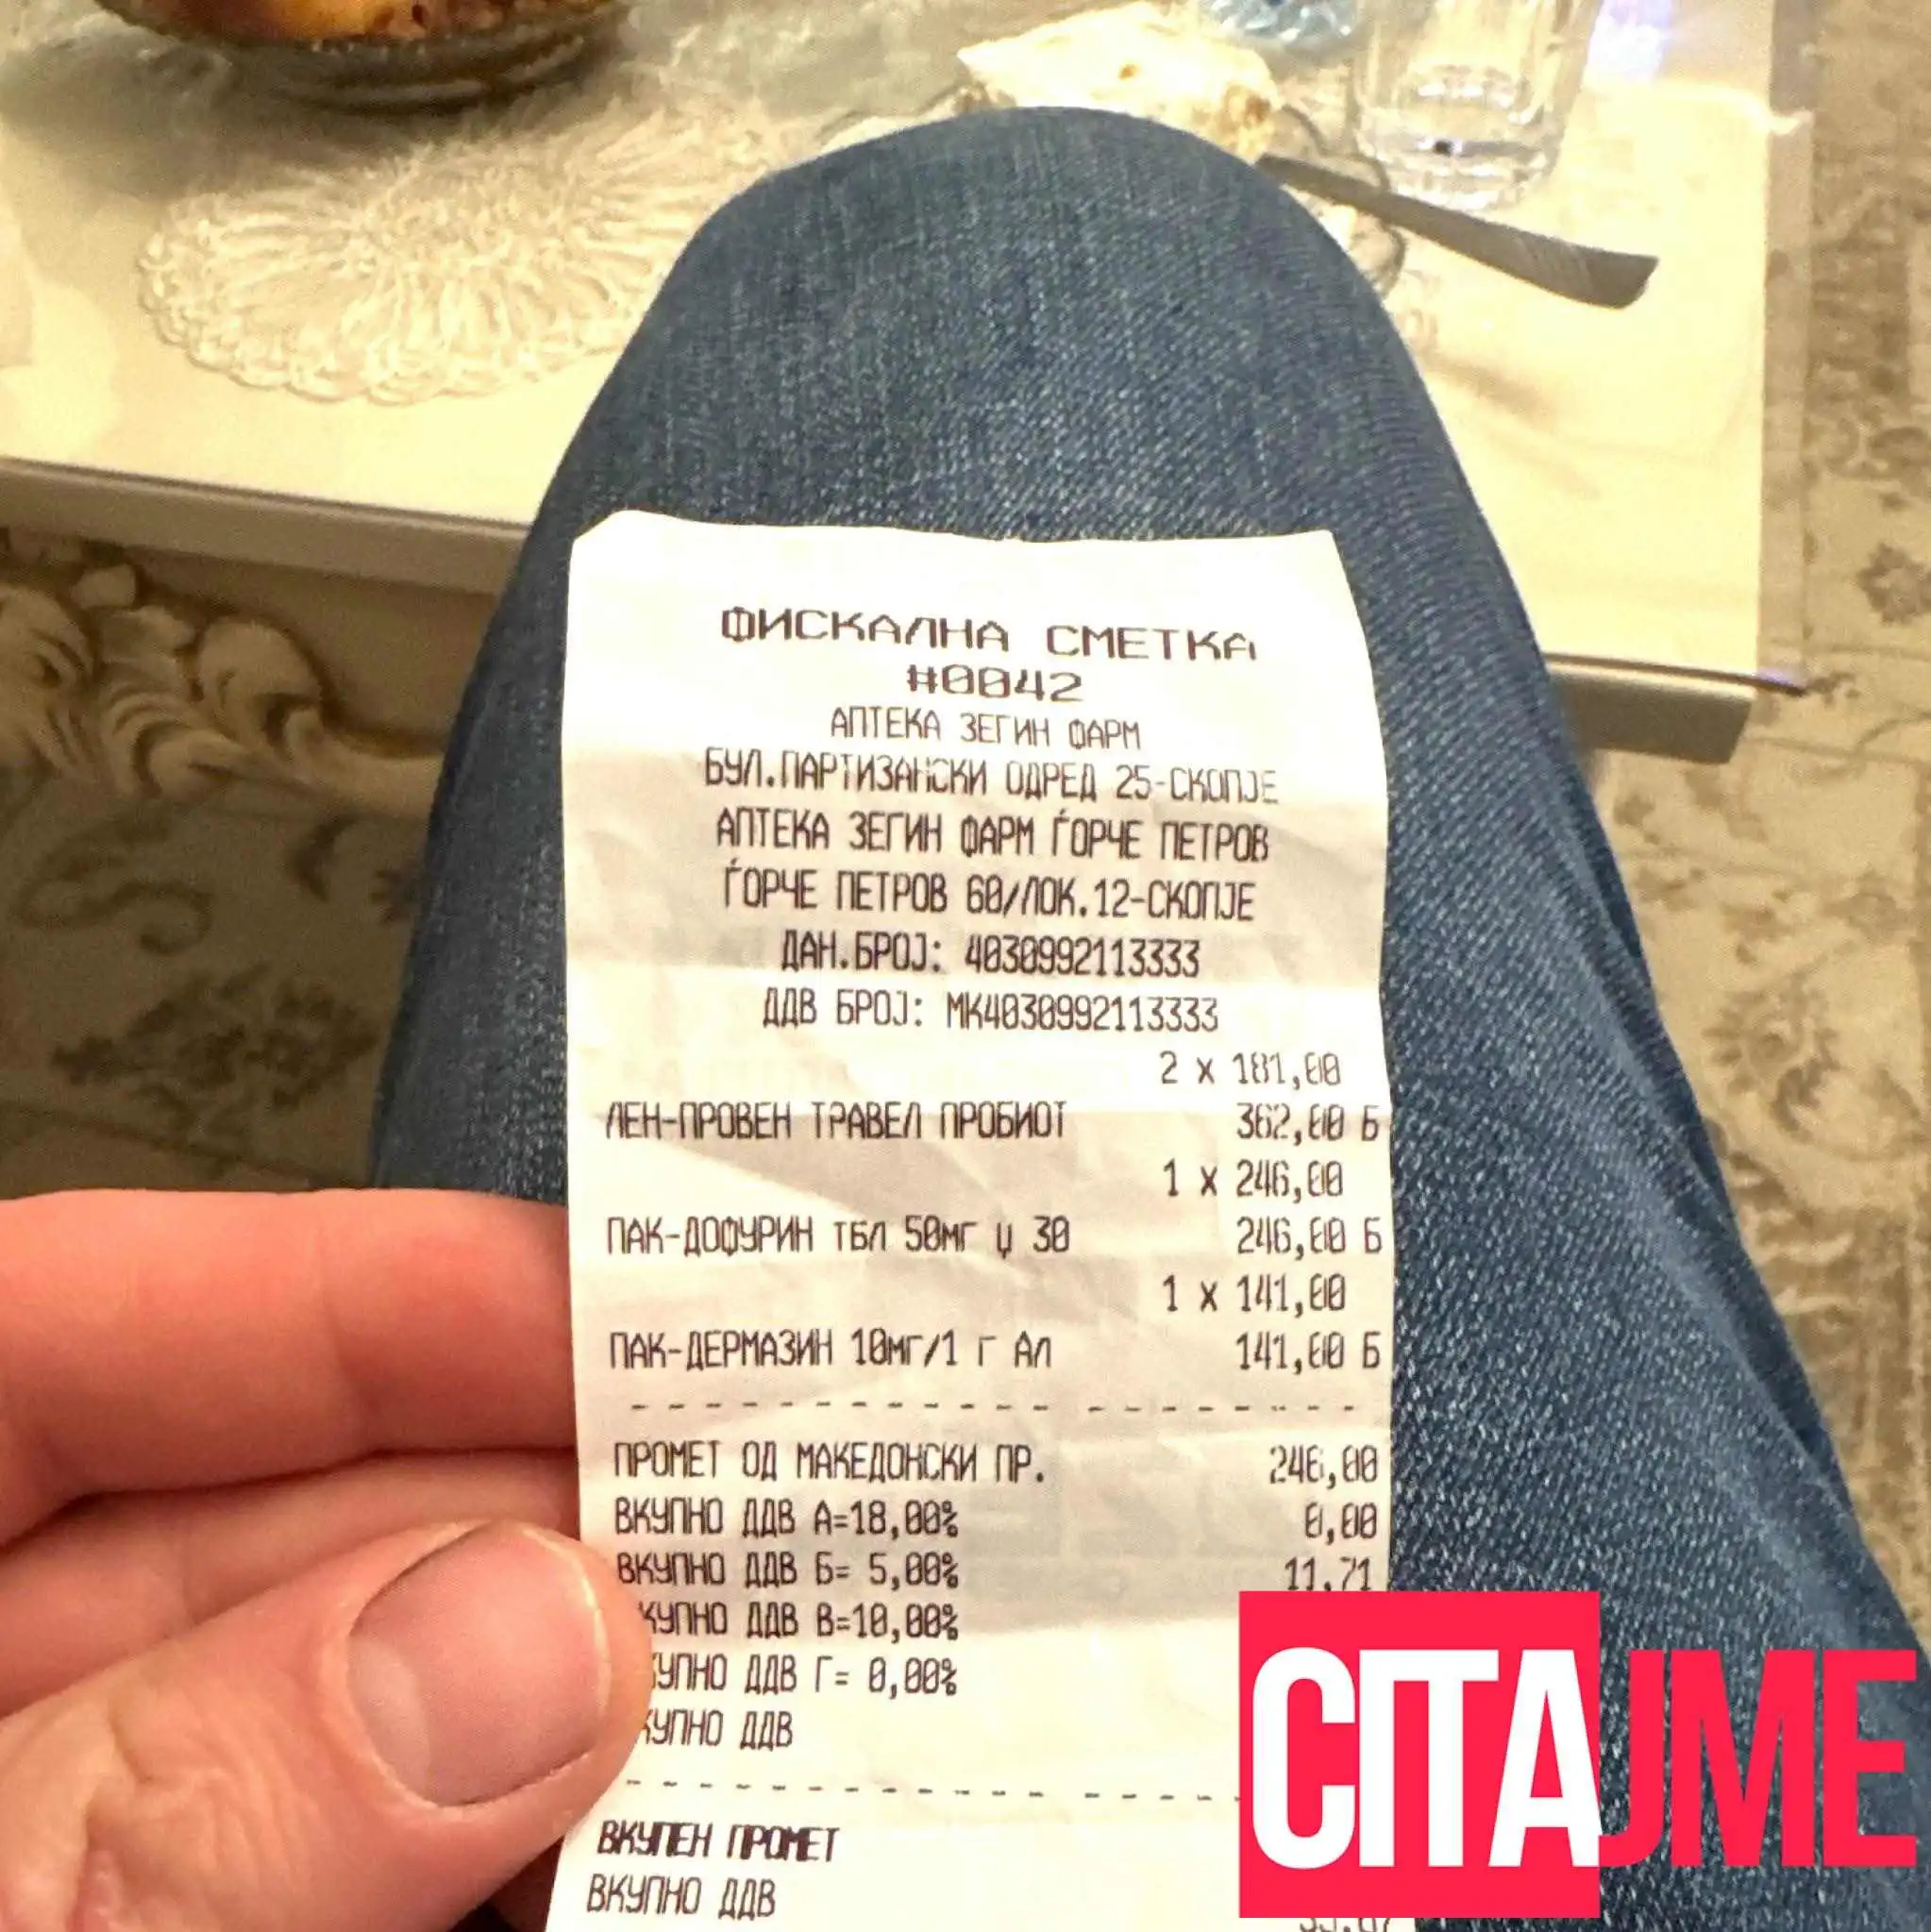 ФИСКАЛНА СМЕТКА
#0042
АПТЕКА ЗЕГИН ФАРМ
БУЛ.ПАРТИЗАНСКИ ОДРЕД 25-СКОПЈЕ
АПТЕКА ЗЕГИН ФАРМ ЃОРЧЕ ПЕТРОВ
ЃОРЧЕ ПЕТРОВ 60/ЛОК.12-СКОПЈЕ
ДАН.БРОЈ: 4030992113333
ДДВ БРОЈ: МК4030992113333
2 x 181,00
ЛЕН-ПРОВЕН ТРАВЕЛ ПРОБИОТ 362,00 Б
1 x 246,00
ПАК-ДОФУРИН ТБЛ 50мг џ 30 246,00 Б
1 x 141,00
ПАК-ДЕРМАЗИН 10мг/1 г Ал 141,00 Б
ПРОМЕТ ОД МАКЕДОНСКИ ПР. 246,00
ВКУПНО ДДВ А=18,00% 0,00
ВКУПНО ДДВ Б= 5,00% 11,71
КУПНО ДДВ В=10,00%
УПНО ДДВ Г= 0,00%
КУПНО ДДВ
ВКУПЕН ПРОМЕТ
ВКУПНО ДДВ
CITAJME